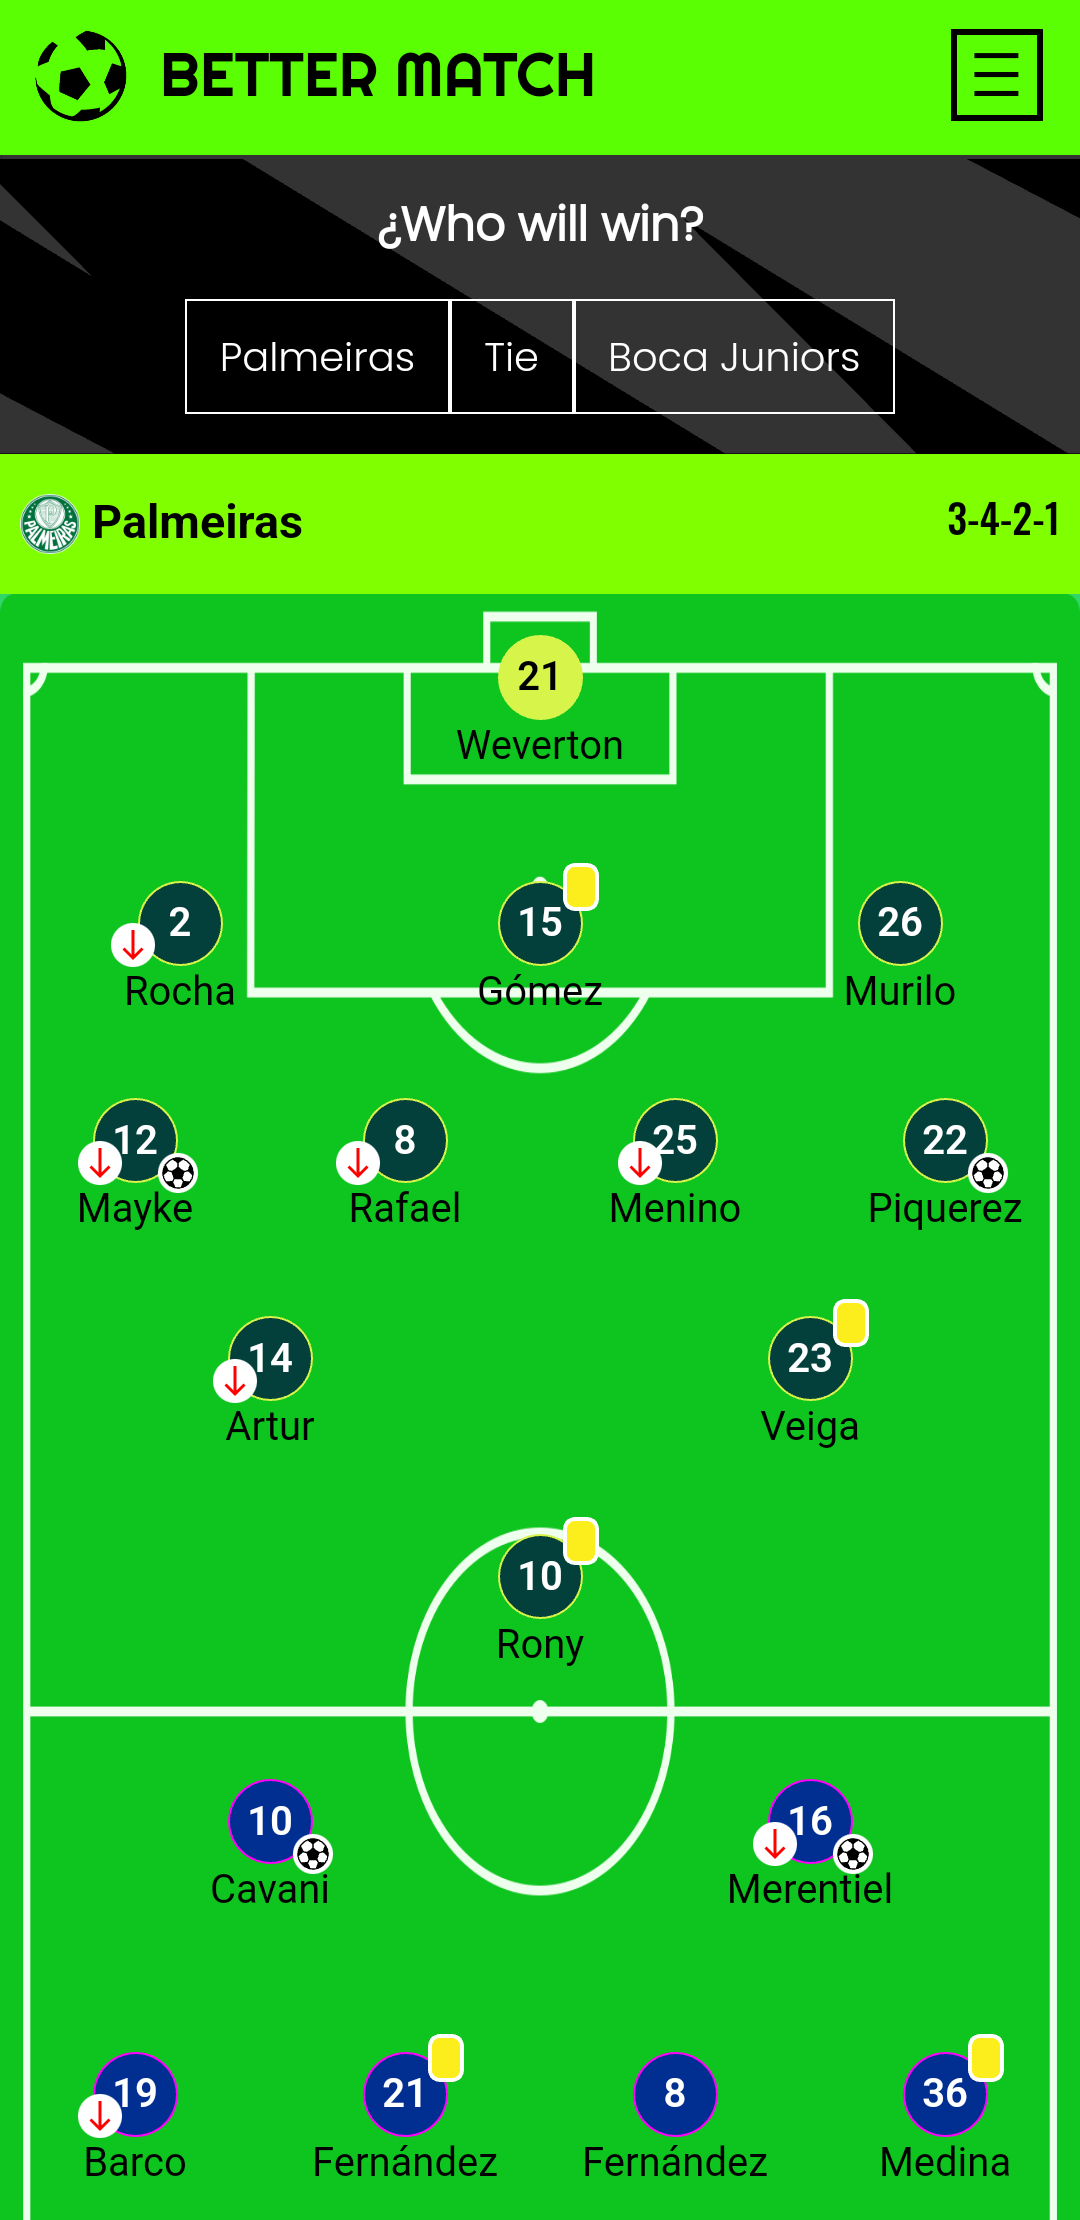 BETTER MATCH
¿Who will win?
Palmeiras Tie Boca Juniors
PALMEIRAS
Palmeiras 3-4-2-1
21
Weverton
2 15 26
Rocha Gómez Murilo
12 8 25 22
Mayke Rafael Menino Piquerez
14 23
Artur Veiga
10
Rony
10 16
Cavani Merentiel
19 21 8 36
Barco Fernández Fernández Medina